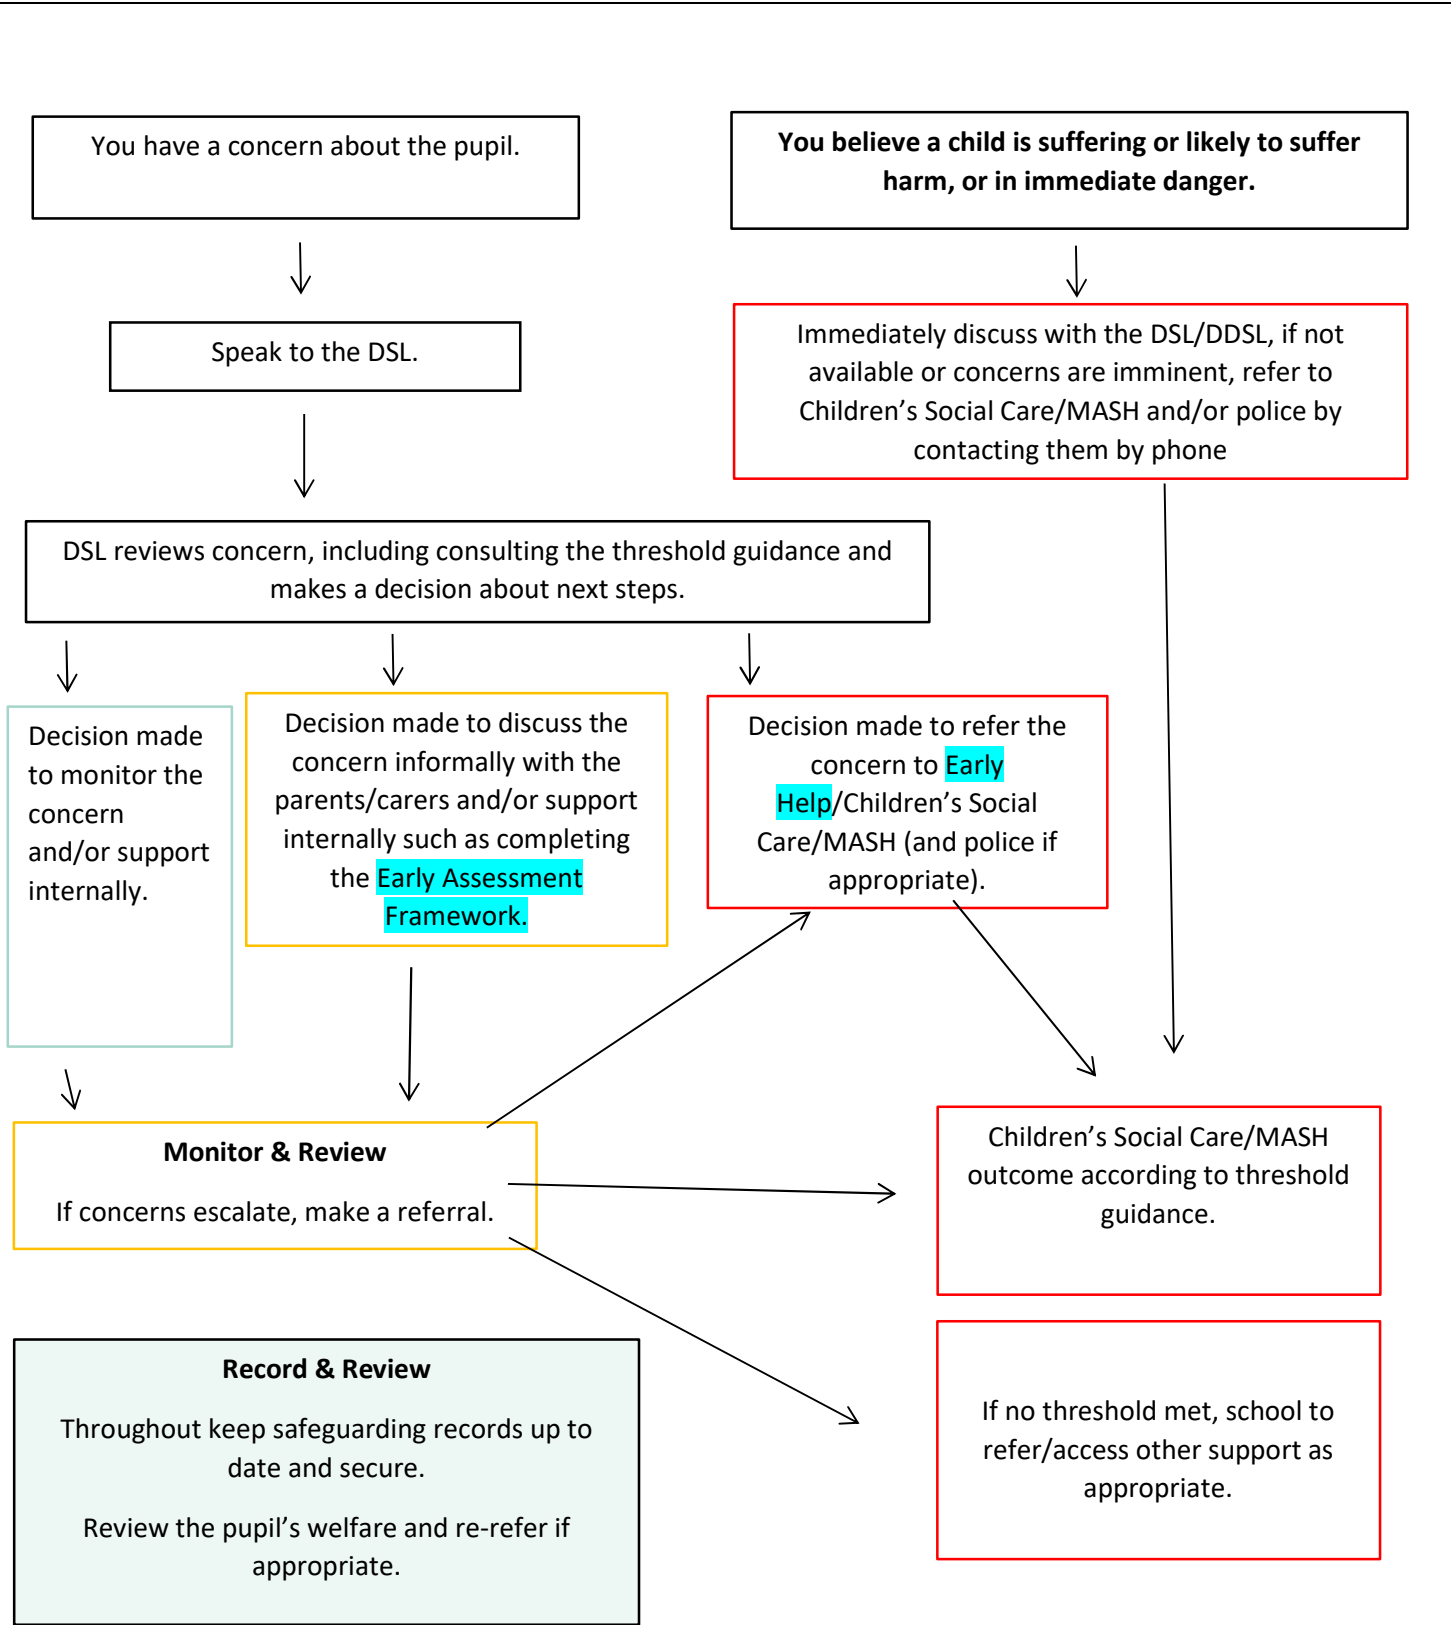 You have a concern about the pupil.
You believe a child is suffering or likely to suffer
harm, or in immediate danger.
Speak to the DSL.
Immediately discuss with the DSL/DDSL, if not
available or concerns are imminent, refer to
Children’s Social Care/MASH and/or police by
contacting them by phone
DSL reviews concern, including consulting the threshold guidance and
makes a decision about next steps.
Decision made
to monitor the
concern
and/or support
internally.
Decision made to discuss the
concern informally with the
parents/carers and/or support
internally such as completing
the Early Assessment
Framework.
Decision made to refer the
concern to Early
Help/Children’s Social
Care/MASH (and police if
appropriate).
Monitor & Review
If concerns escalate, make a referral.
Children’s Social Care/MASH
outcome according to threshold
guidance.
Record & Review
Throughout keep safeguarding records up to
date and secure.
Review the pupil’s welfare and re-refer if
appropriate.
If no threshold met, school to
refer/access other support as
appropriate.